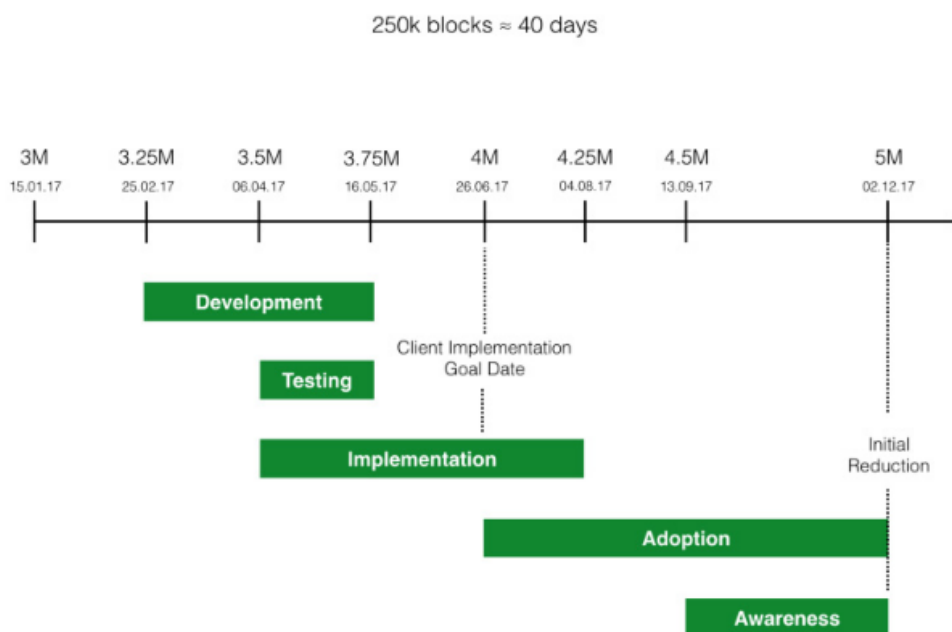 250k blocks ≈ 40 days
3M 3.25M 3.5M 3.75M 4M 4.25M 4.5M 5M
15.01.17 25.02.17 06.04.17 16.05.17 26.06.17 04.08.17 13.09.17 02.12.17
Development
Client Implementation
Goal Date
Testing
Initial
Reduction
Implementation
Adoption
Awareness